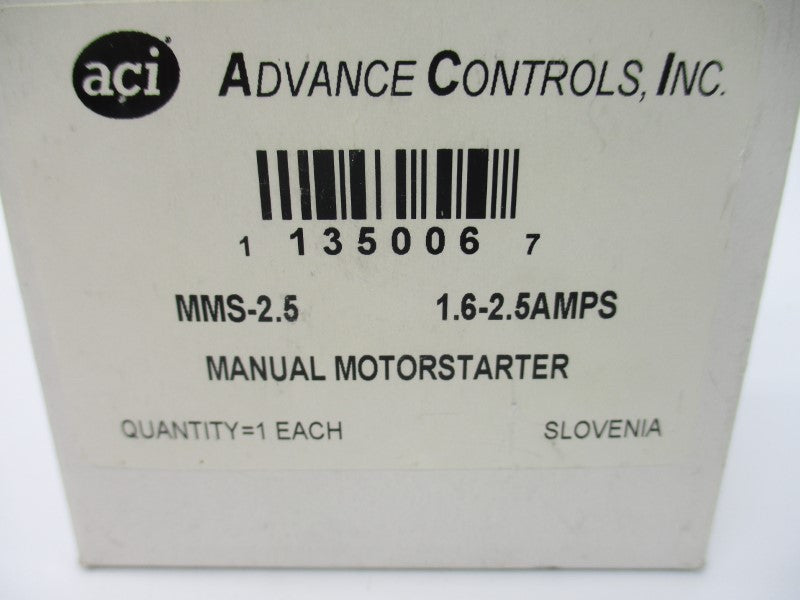 açi ADVANCE CONTROLS, INC.
1 135006 7
MMS-2.5 1.6-2.5AMPS
MANUAL MOTORSTARTER
QUANTITY=1 EACH SLOVENIA